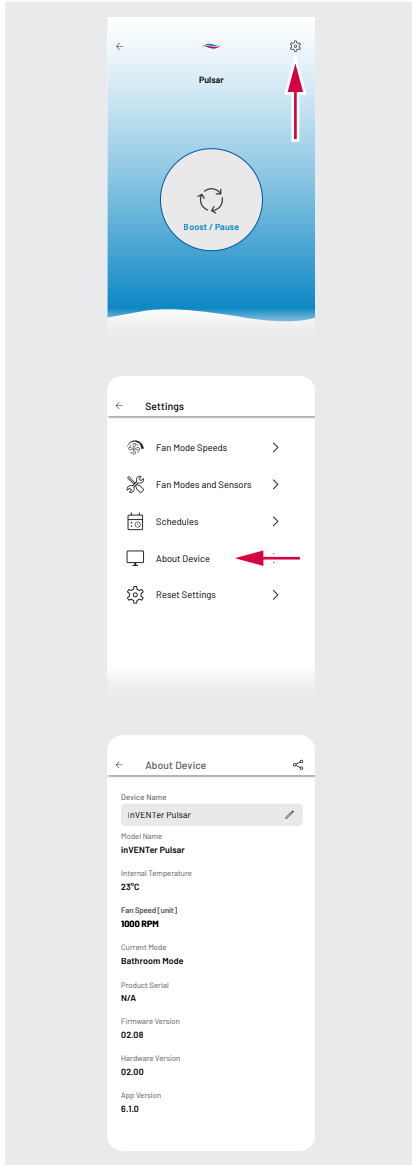 Pulsar
Boost / Pause
Settings
Fan Mode Speeds
Fan Modes and Sensors
Schedules
About Device
Reset Settings
About Device
Device Name
inVENTer Pulsar
Model Name
inVENTer Pulsar
Internal Temperature
23°C
Fan Speed [unit]
1000 RPM
Current Mode
Bathroom Mode
Product Serial
N/A
Firmware Version
02.08
Hardware Version
02.00
App Version
6.1.0